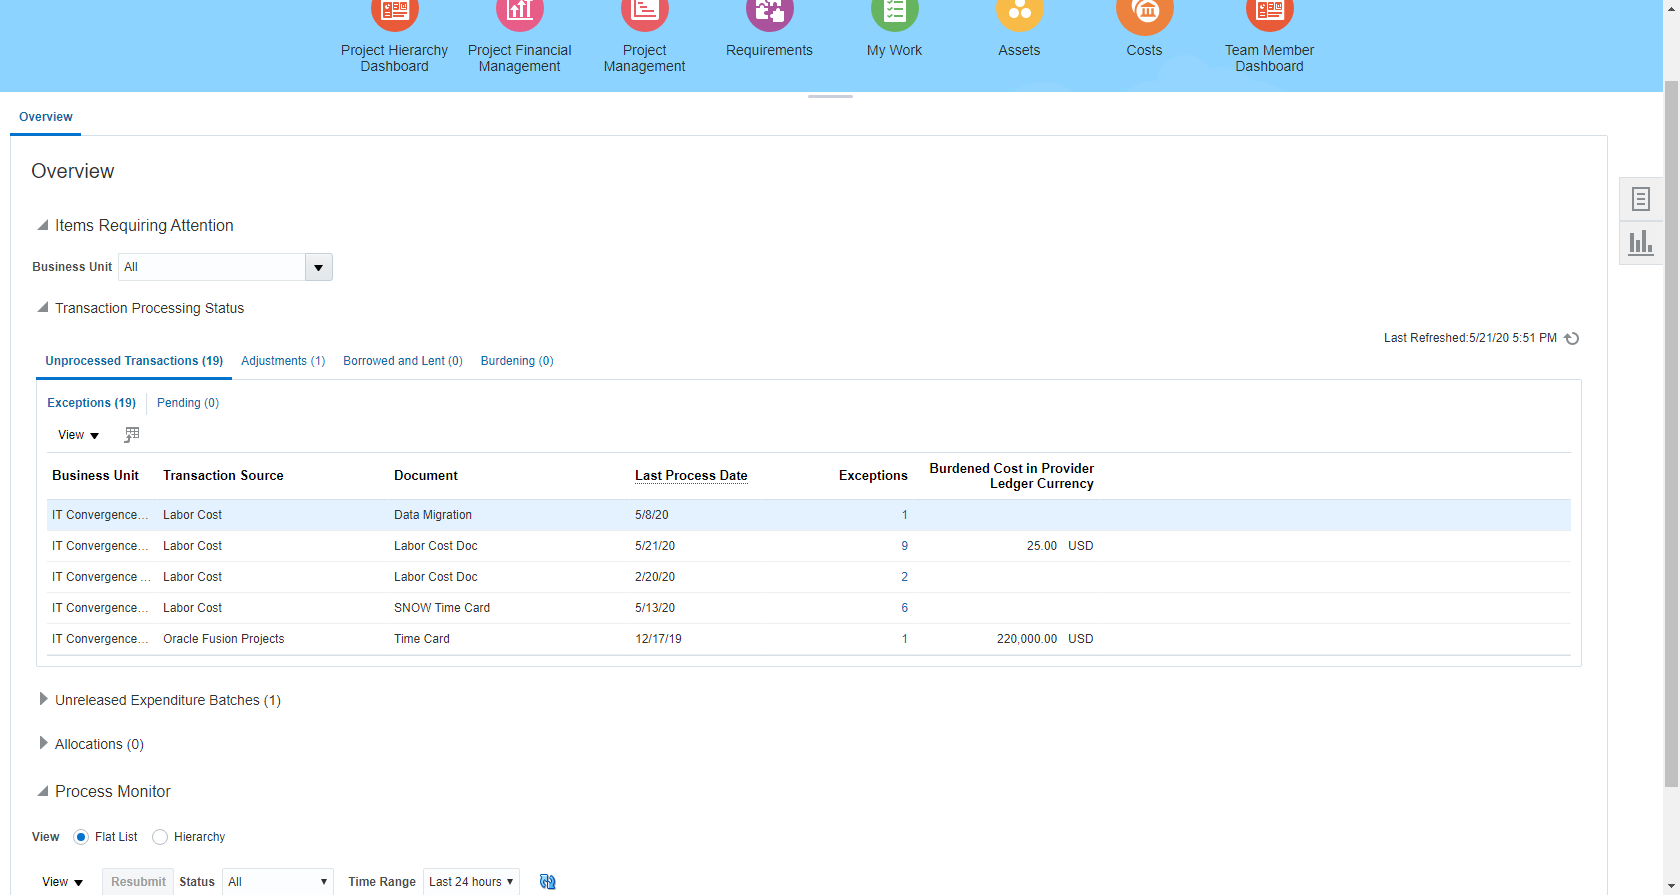 Project Hierarchy Dashboard
Project Financial Management
Project Management
Requirements
My Work
Assets
Costs
Team Member Dashboard
Overview
Overview
Items Requiring Attention
Business Unit All
Transaction Processing Status
Last Refreshed:5/21/20 5:51 PM
Unprocessed Transactions (19) Adjustments (1) Borrowed and Lent (0) Burdening (0)
Exceptions (19) Pending (0)
View
Business Unit Transaction Source Document Last Process Date Exceptions Burdened Cost in Provider Ledger Currency
IT Convergence... Labor Cost Data Migration 5/8/20 1
IT Convergence... Labor Cost Labor Cost Doc 5/21/20 9 25.00 USD
IT Convergence ... Labor Cost Labor Cost Doc 2/20/20 2
IT Convergence... Labor Cost SNOW Time Card 5/13/20 6
IT Convergence... Oracle Fusion Projects Time Card 12/17/19 1 220,000.00 USD
Unreleased Expenditure Batches (1)
Allocations (0)
Process Monitor
View Flat List Hierarchy
View Resubmit Status All Time Range Last 24 hours